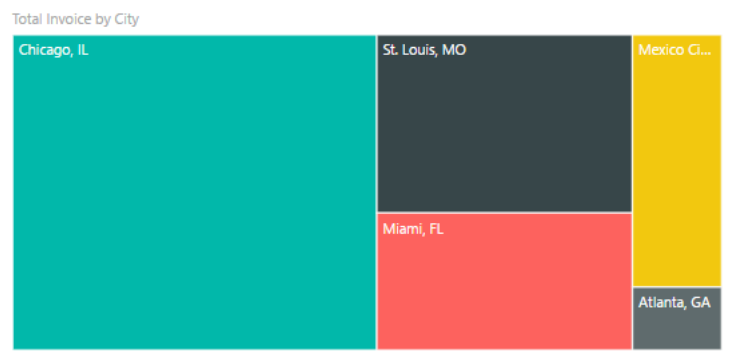 Total Invoice by City
Chicago, IL
St. Louis, MO
Mexico Ci...
Miami, FL
Atlanta, GA